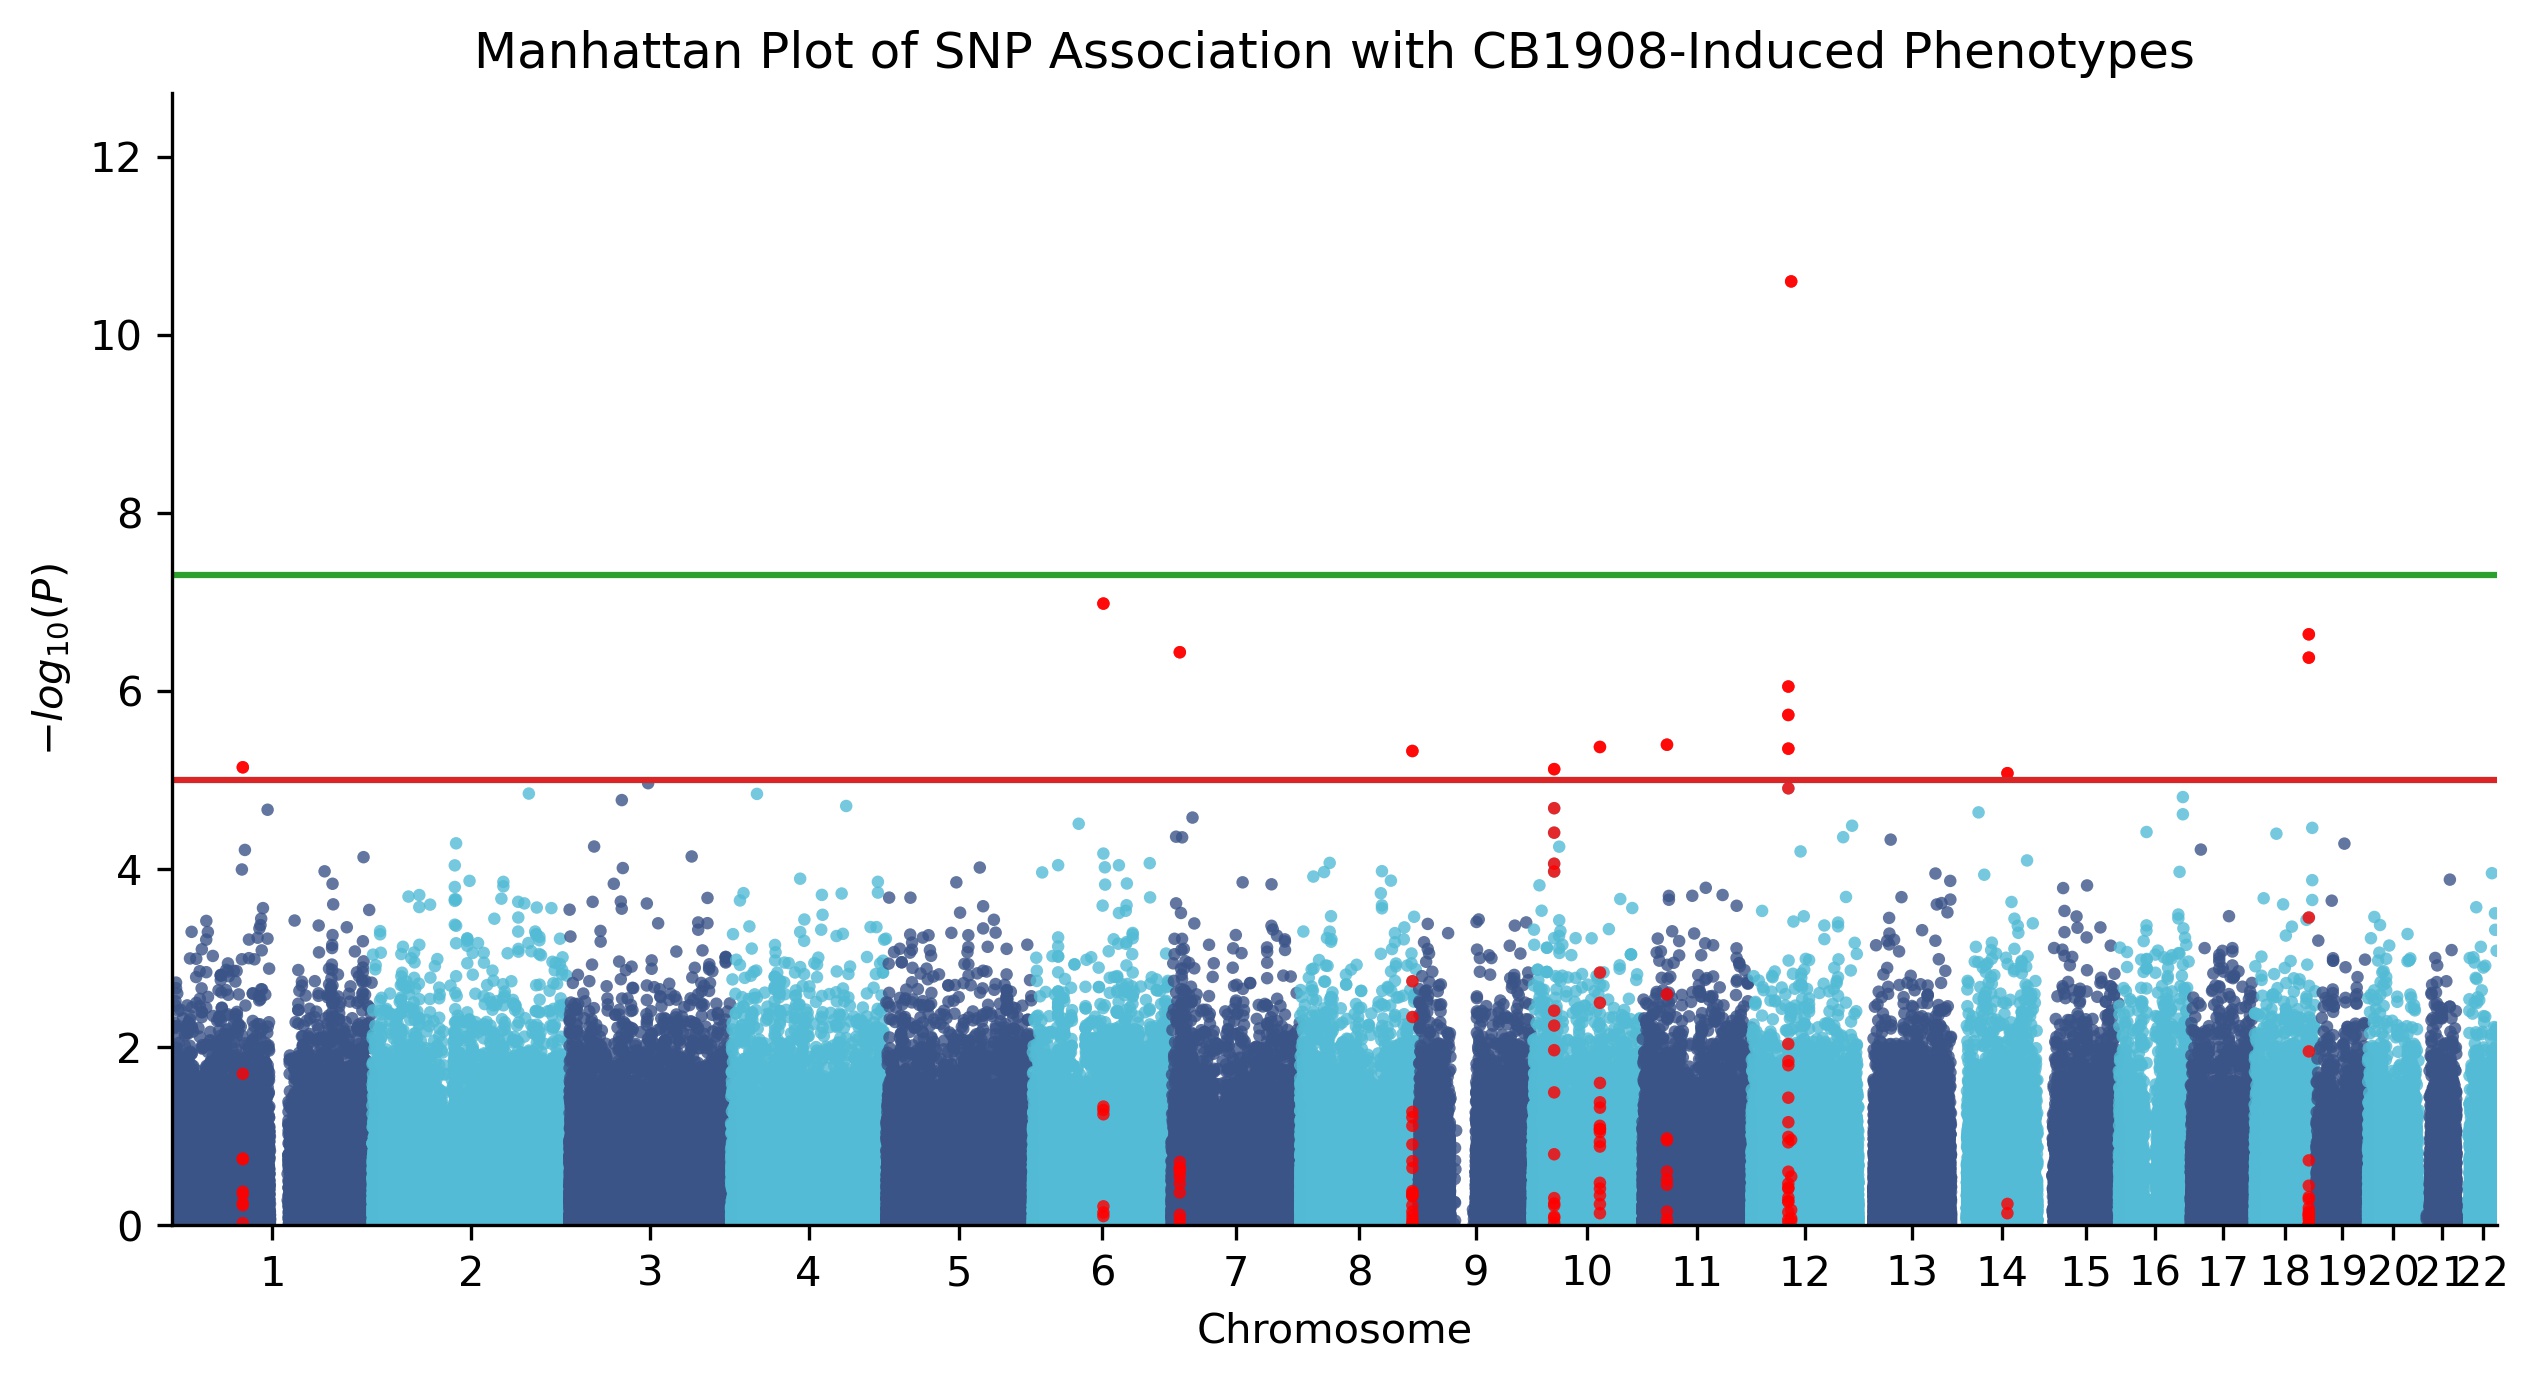 Manhattan Plot of SNP Association with CB1908-Induced Phenotypes
12
10
8
6
4
2
0
−log₁₀(P)
1 2 3 4 5 6 7 8 9 10 11 12 13 14 15 16 17 18 19 20 21 22
Chromosome